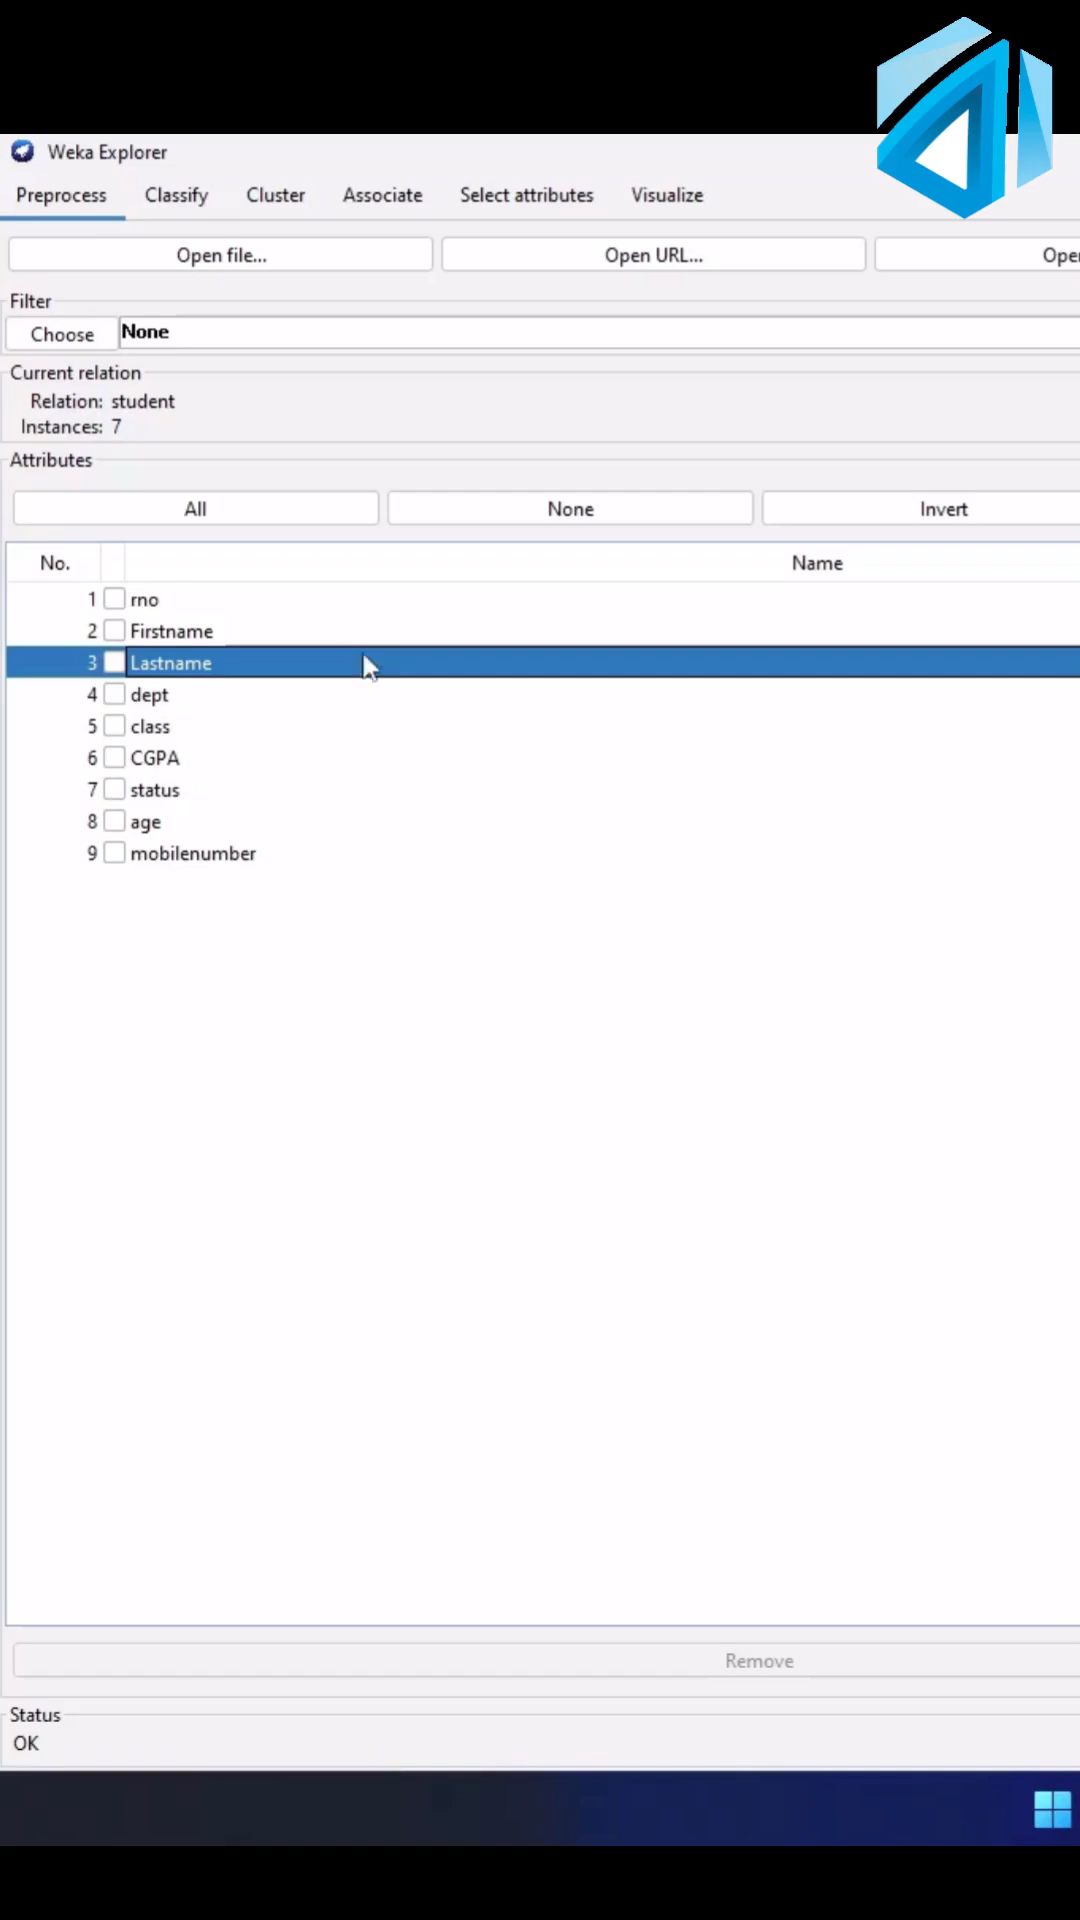 Weka Explorer
Preprocess Classify Cluster Associate Select attributes Visualize
Open file... Open URL... Ope
Filter
Choose None
Current relation
Relation: student
Instances: 7
Attributes
All None Invert
No. Name
1 rno
2 Firstname
3 Lastname
4 dept
5 class
6 CGPA
7 status
8 age
9 mobilenumber
Remove
Status
OK